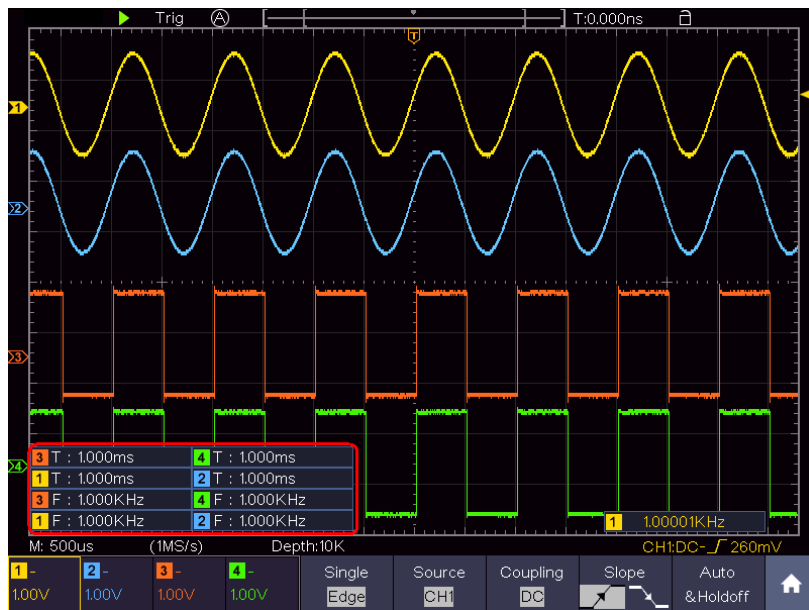 Trig A T:0.000ns
T
1
2
3
4
3 T : 1.000ms 4 T : 1.000ms
1 T : 1.000ms 2 T : 1.000ms
3 F : 1.000KHz 4 F : 1.000KHz
1 F : 1.000KHz 2 F : 1.000KHz
1 1.00001KHz
M: 500us (1MS/s) Depth:10K CH1:DC- 260mV
1 - 2 - 3 - 4 - Single Source Coupling Slope Auto
1.00V 1.00V 1.00V 1.00V Edge CH1 DC &Holdoff